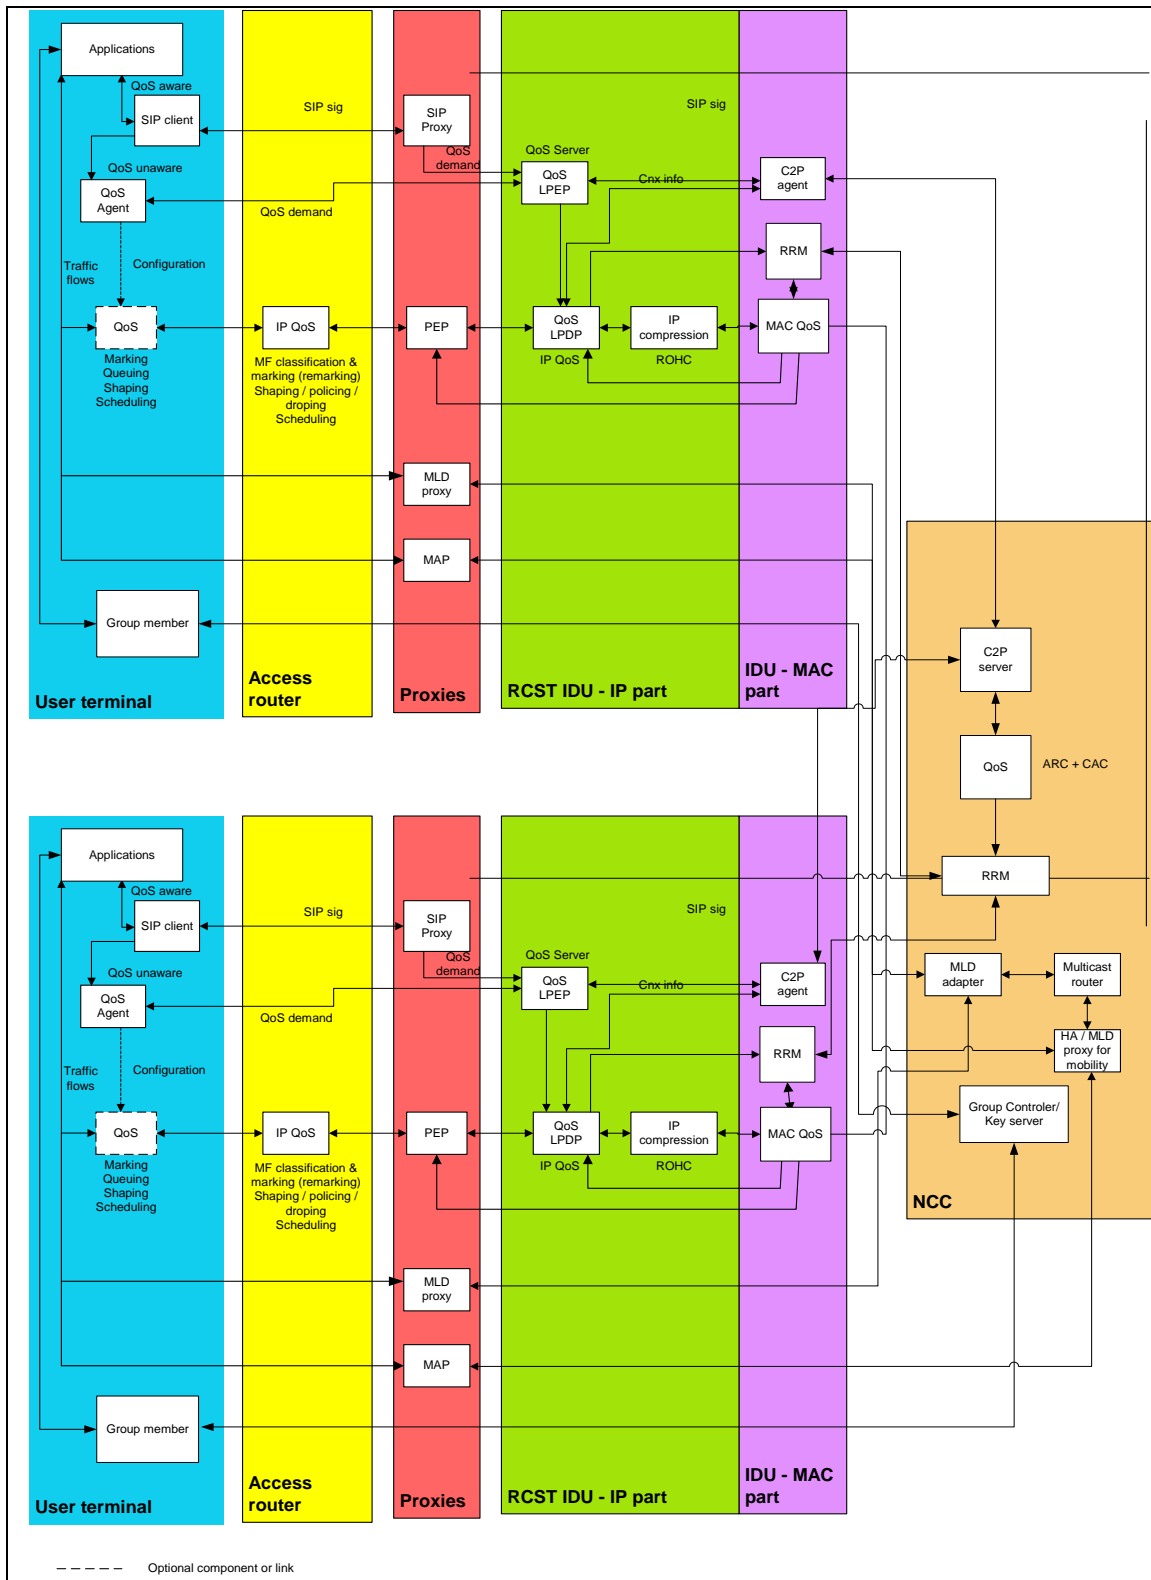 Applications
QoS aware
SIP client
SIP sig
SIP
Proxy
SIP sig
QoS
demand
QoS Server
QoS
LPEP
Cnx info
C2P
agent
QoS unaware
QoS
Agent
QoS demand
RRM
Traffic
flows
Configuration
QoS
IP QoS
PEP
QoS
LPDP
IP
compression
MAC QoS
Marking
Queuing
Shaping
Scheduling
MF classification &
marking (remarking)
Shaping / policing /
droping
Scheduling
IP QoS
ROHC
MLD
proxy
MAP
Group member
User terminal
Access
router
Proxies
RCST IDU - IP part
IDU - MAC
part
C2P
server
QoS
ARC + CAC
RRM
MLD
adapter
Multicast
router
HA / MLD
proxy for
mobility
Group Controler/
Key server
NCC
Applications
QoS aware
SIP client
SIP sig
SIP
Proxy
SIP sig
QoS
demand
QoS Server
QoS
LPEP
Cnx info
C2P
agent
QoS unaware
QoS
Agent
QoS demand
RRM
Traffic
flows
Configuration
QoS
IP QoS
PEP
QoS
LPDP
IP
compression
MAC QoS
Marking
Queuing
Shaping
Scheduling
MF classification &
marking (remarking)
Shaping / policing /
droping
Scheduling
IP QoS
ROHC
MLD
proxy
MAP
Group member
User terminal
Access
router
Proxies
RCST IDU - IP part
IDU - MAC
part
Optional component or link